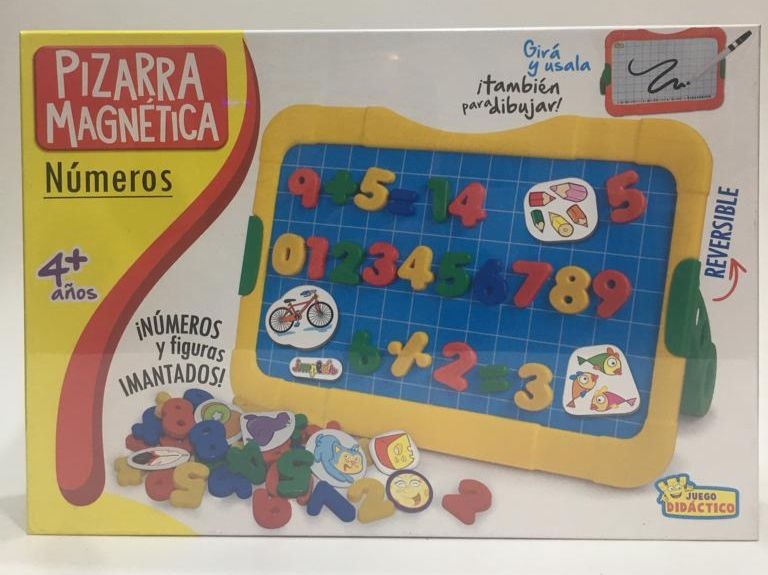 PiZARRA
MAGNÉTICA
Números
4+
años
¡NÚMEROS
y figuras
IMANTADOS!
Girá
y usala
¡también
para dibujar!
REVERSIBLE
9+5=14
5
0123456789
6÷2=3
JUEGO
DIDÁCTICO